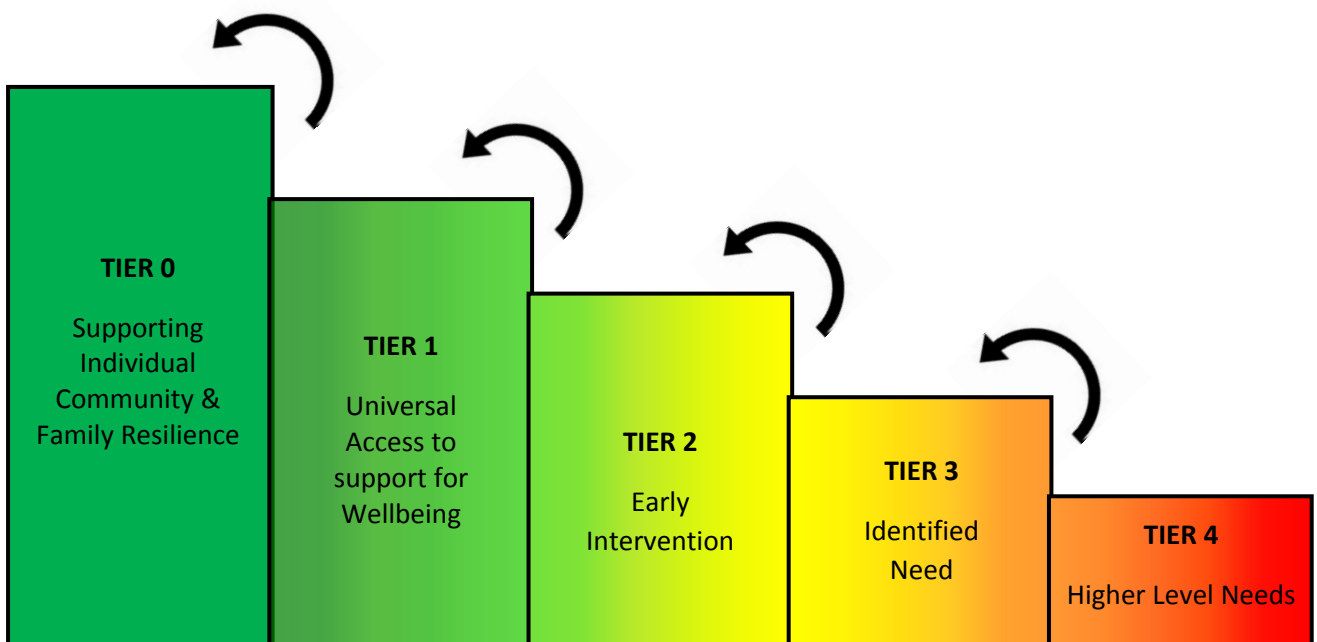 TIER 0
Supporting
Individual
Community &
Family Resilience
TIER 1
Universal
Access to
support for
Wellbeing
TIER 2
Early
Intervention
TIER 3
Identified
Need
TIER 4
Higher Level Needs